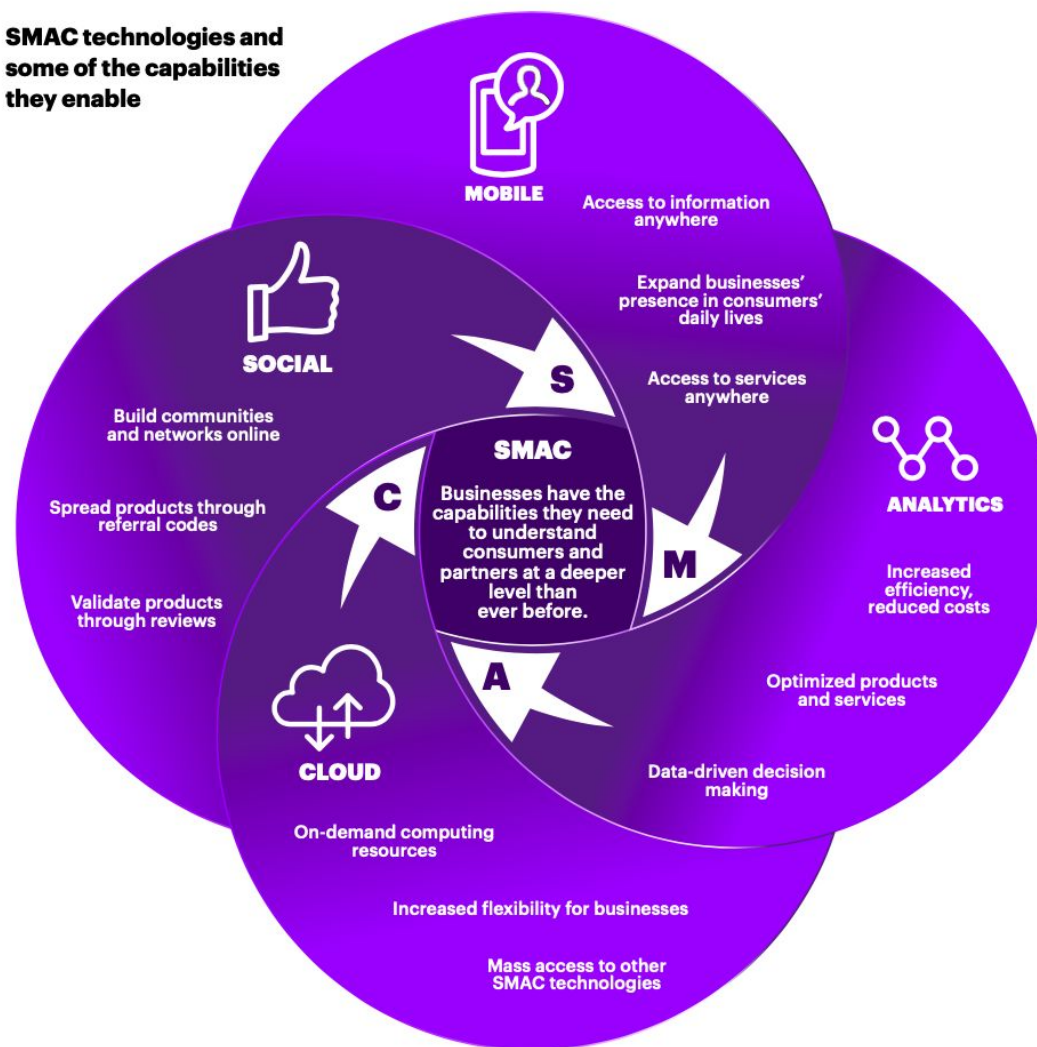 SMAC technologies and
some of the capabilities
they enable
MOBILE
Access to information
anywhere
Expand businesses’
presence in consumers’
daily lives
Access to services
anywhere
SOCIAL
Build communities
and networks online
Spread products through
referral codes
Validate products
through reviews
S
C
M
A
SMAC
Businesses have the
capabilities they need
to understand
consumers and
partners at a deeper
level than
ever before.
ANALYTICS
Increased
efficiency,
reduced costs
Optimized products
and services
Data-driven decision
making
CLOUD
On-demand computing
resources
Increased flexibility for businesses
Mass access to other
SMAC technologies